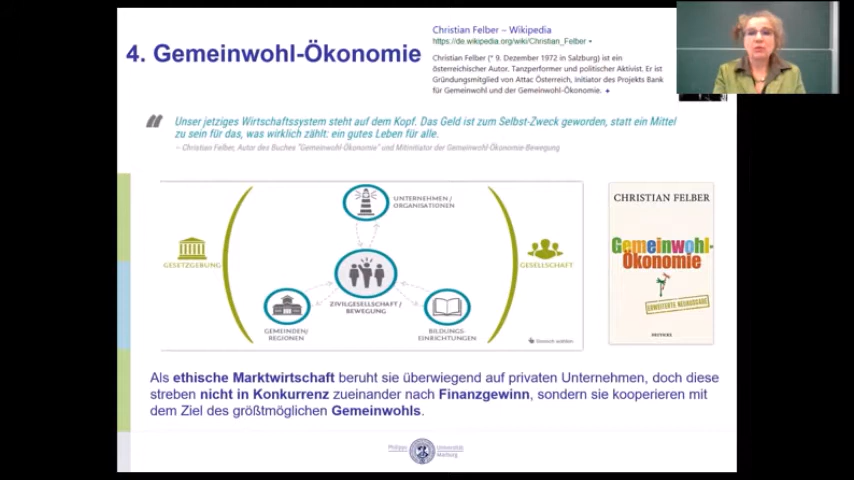 4. Gemeinwohl-Ökonomie
Christian Felber – Wikipedia
https://de.wikipedia.org/wiki/Christian_Felber
Christian Felber (* 9. Dezember 1972 in Salzburg) ist ein
österreichischer Autor, Tanzperformer und politischer Aktivist. Er ist
Gründungsmitglied von Attac Österreich, Initiator des Projekts Bank
für Gemeinwohl und der Gemeinwohl-Ökonomie.
Unser jetziges Wirtschaftssystem steht auf dem Kopf. Das Geld ist zum Selbst-Zweck geworden, statt ein Mittel
zu sein für das, was wirklich zählt: ein gutes Leben für alle.
– Christian Felber, Autor des Buches "Gemeinwohl-Ökonomie" und Mitinitiator der Gemeinwohl-Ökonomie-Bewegung
UNTERNEHMEN/
ORGANISATIONEN
GESETZGEBUNG
GESELLSCHAFT
ZIVILGESELLSCHAFT/
BEWEGUNG
GEMEINDEN/
REGIONEN
BILDUNGS-
EINRICHTUNGEN
CHRISTIAN FELBER
Gemeinwohl-
Ökonomie
ERWEITERTE NEUAUSGABE
DEUTICKE
Als ethische Marktwirtschaft beruht sie überwiegend auf privaten Unternehmen, doch diese
streben nicht in Konkurrenz zueinander nach Finanzgewinn, sondern sie kooperieren mit
dem Ziel des größtmöglichen Gemeinwohls.
Philipps Universität
Marburg